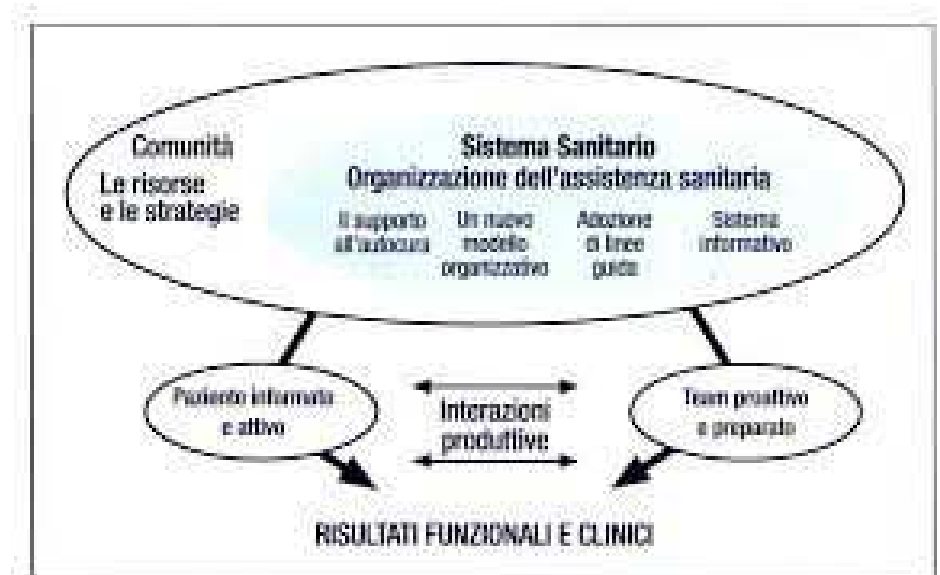 Comunità
Le risorse
e le strategie
Sistema Sanitario
Organizzazione dell'assistenza sanitaria
Il supporto
all'autocura
Un nuovo
modello
organizzativo
Adozione
di linee
guida
Sistema
informativo
Paziente informato
e attivo
Interazioni
produttive
Team proattivo
e preparato
RISULTATI FUNZIONALI E CLINICI